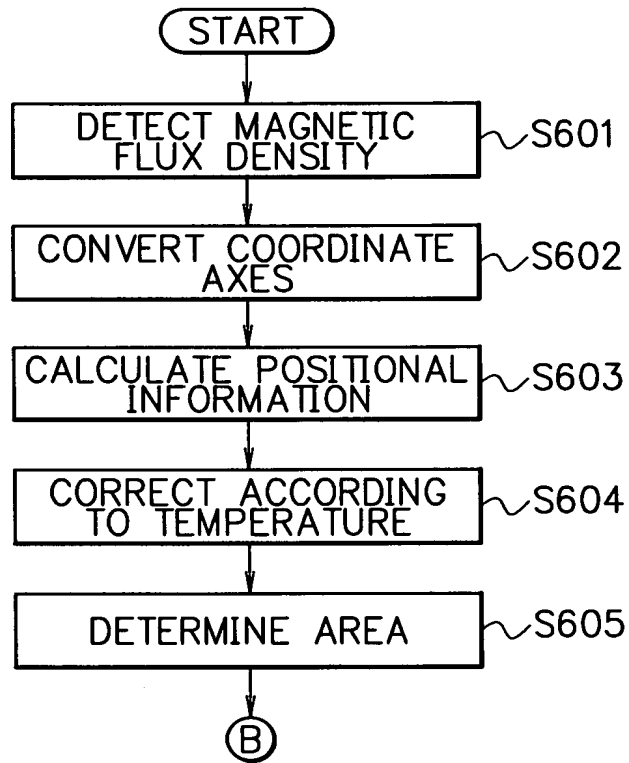 START
DETECT MAGNETIC
FLUX DENSITY
S601
CONVERT COORDINATE
AXES
S602
CALCULATE POSITIONAL
INFORMATION
S603
CORRECT ACCORDING
TO TEMPERATURE
S604
DETERMINE AREA
S605
B